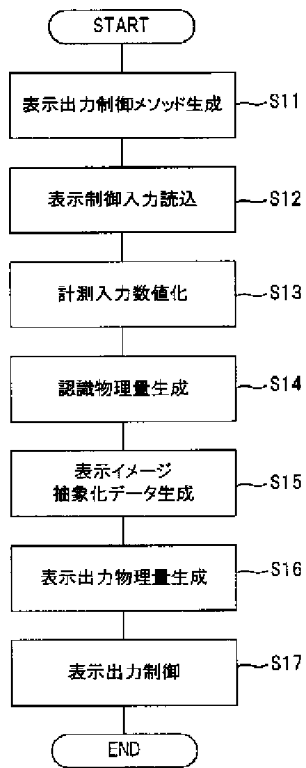 START
表示出力制御メソッド生成 S11
表示制御入力読込 S12
計測入力数値化 S13
認識物理量生成 S14
表示イメージ
抽象化データ生成 S15
表示出力物理量生成 S16
表示出力制御 S17
END